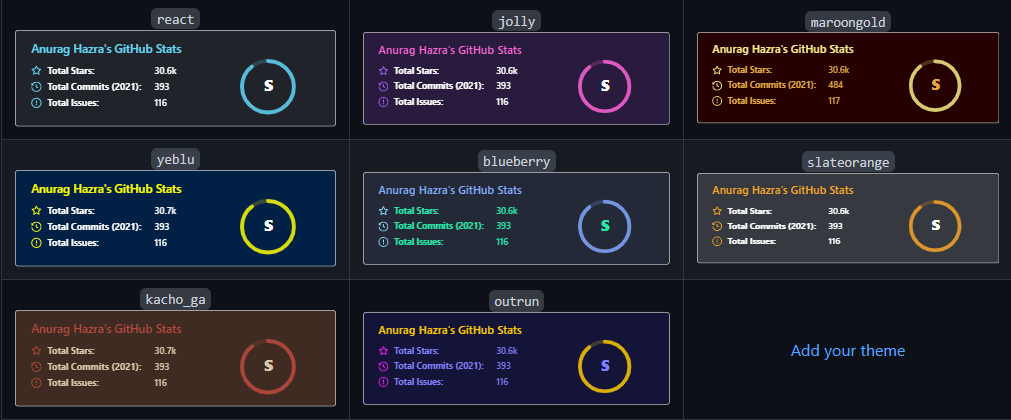 react
Anurag Hazra's GitHub Stats
Total Stars: 30.6k
Total Commits (2021): 393
Total Issues: 116
S
jolly
Anurag Hazra's GitHub Stats
Total Stars: 30.6k
Total Commits (2021): 393
Total Issues: 116
S
maroongold
Anurag Hazra's GitHub Stats
Total Stars: 30.6k
Total Commits (2021): 484
Total Issues: 117
S
yeblu
Anurag Hazra's GitHub Stats
Total Stars: 30.7k
Total Commits (2021): 393
Total Issues: 116
S
blueberry
Anurag Hazra's GitHub Stats
Total Stars: 30.6k
Total Commits (2021): 393
Total Issues: 116
S
slateorange
Anurag Hazra's GitHub Stats
Total Stars: 30.6k
Total Commits (2021): 393
Total Issues: 116
S
kacho_ga
Anurag Hazra's GitHub Stats
Total Stars: 30.7k
Total Commits (2021): 393
Total Issues: 116
S
outrun
Anurag Hazra's GitHub Stats
Total Stars: 30.6k
Total Commits (2021): 393
Total Issues: 116
S
Add your theme